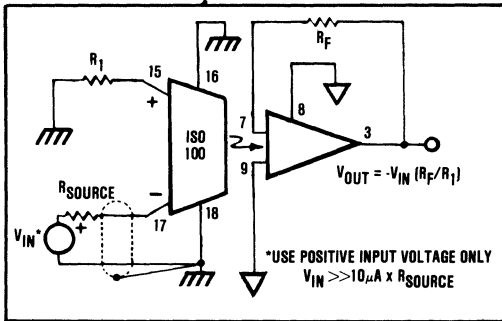 R1
15
16
+
ISO
100
RF
8
7
3
9
VOUT = -VIN (RF/R1)
RSOURCE
−
VIN*
+
17
18
*USE POSITIVE INPUT VOLTAGE ONLY
VIN >>10µA x RSOURCE